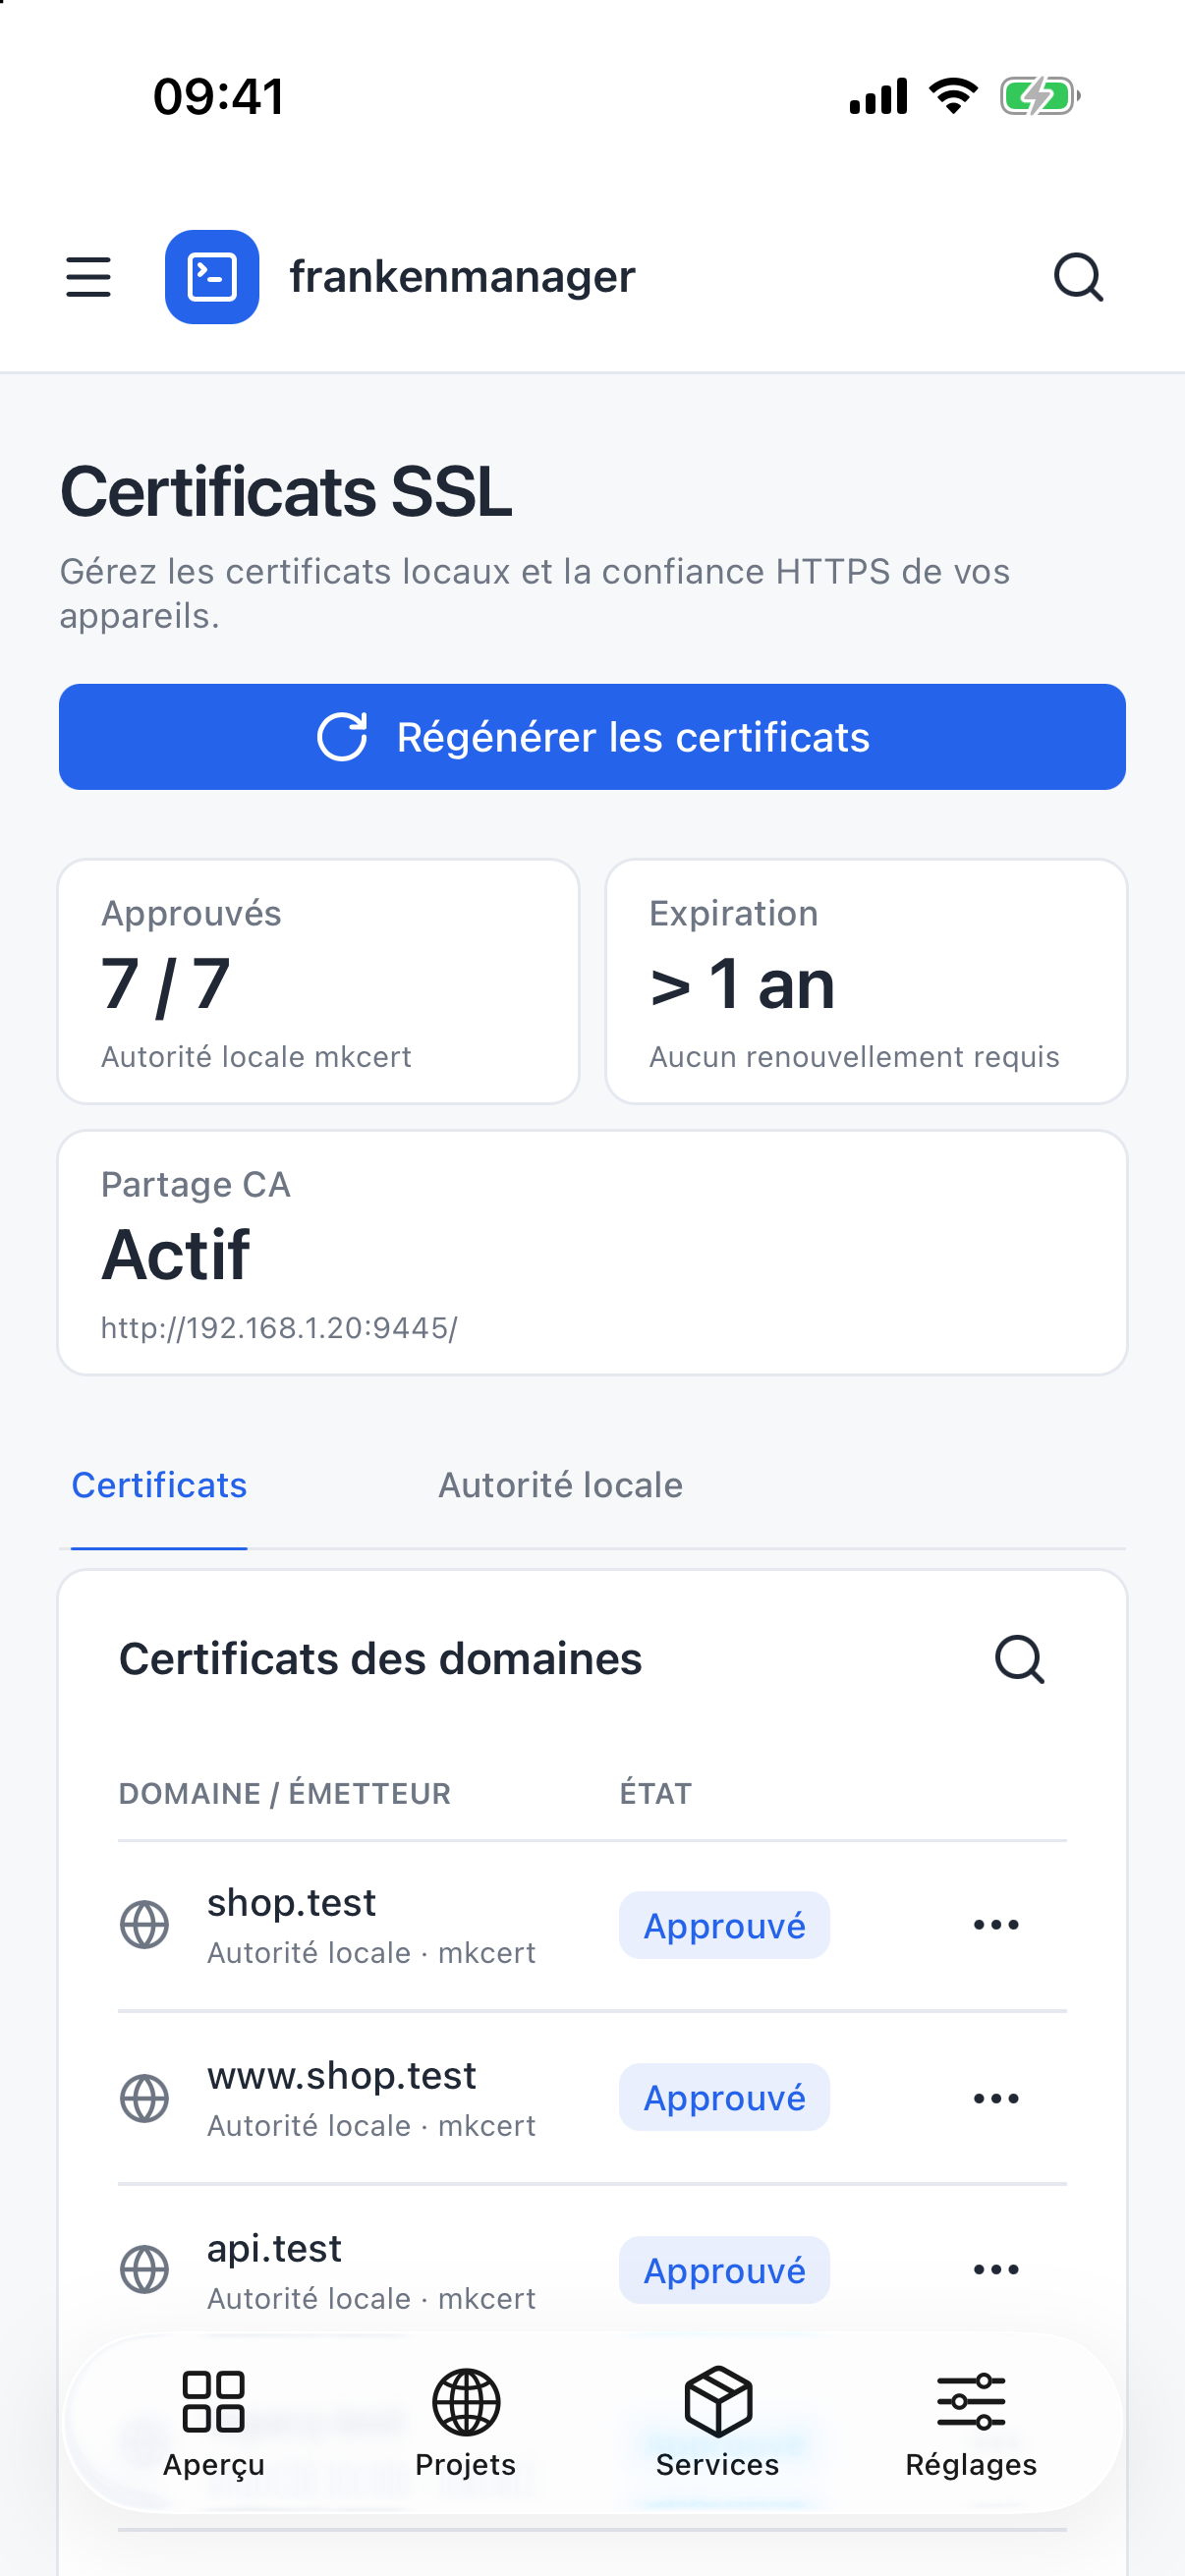 09:41
frankenmanager
Certificats SSL
Gérez les certificats locaux et la confiance HTTPS de vos
appareils.
Régénérer les certificats
Approuvés
7 / 7
Autorité locale mkcert
Expiration
> 1 an
Aucun renouvellement requis
Partage CA
Actif
http://192.168.1.20:9445/
Certificats
Autorité locale
Certificats des domaines
DOMAINE / ÉMETTEUR
ÉTAT
shop.test
Autorité locale · mkcert
Approuvé
www.shop.test
Autorité locale · mkcert
Approuvé
api.test
Autorité locale · mkcert
Approuvé
Aperçu
Projets
Services
Réglages